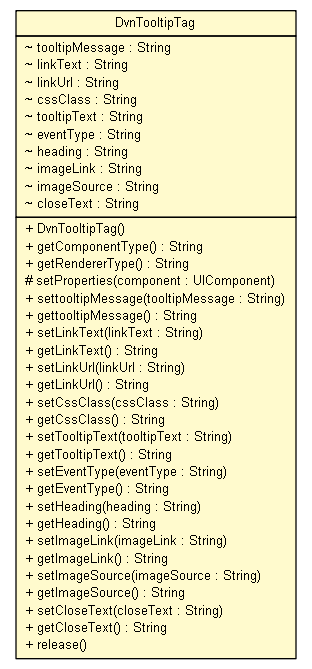 DvnTooltipTag
~ tooltipMessage : String
~ linkText : String
~ linkUrl : String
~ cssClass : String
~ tooltipText : String
~ eventType : String
~ heading : String
~ imageLink : String
~ imageSource : String
~ closeText : String
+ DvnTooltipTag()
+ getComponentType() : String
+ getRendererType() : String
# setProperties(component : UIComponent)
+ settooltipMessage(tooltipMessage : String)
+ gettooltipMessage() : String
+ setLinkText(linkText : String)
+ getLinkText() : String
+ setLinkUrl(linkUrl : String)
+ getLinkUrl() : String
+ setCssClass(cssClass : String)
+ getCssClass() : String
+ setTooltipText(tooltipText : String)
+ getTooltipText() : String
+ setEventType(eventType : String)
+ getEventType() : String
+ setHeading(heading : String)
+ getHeading() : String
+ setImageLink(imageLink : String)
+ getImageLink() : String
+ setImageSource(imageSource : String)
+ getImageSource() : String
+ setCloseText(closeText : String)
+ getCloseText() : String
+ release()